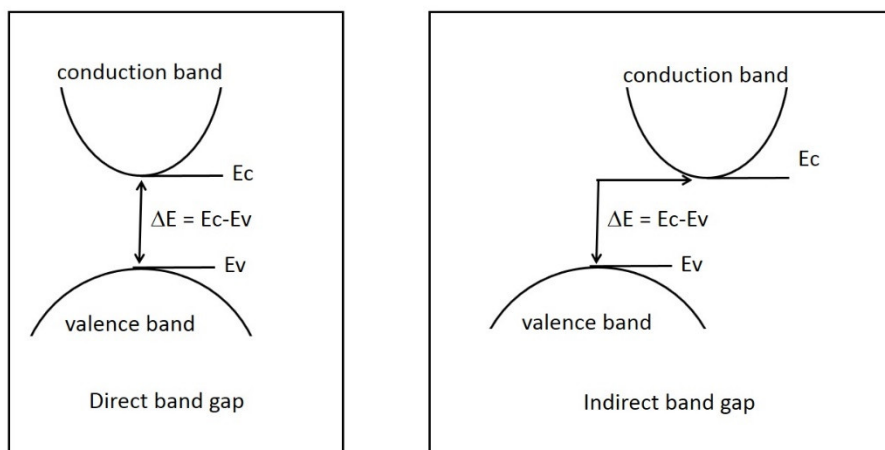 conduction band
Ec
ΔE = Ec-Ev
Ev
valence band
Direct band gap
conduction band
Ec
ΔE = Ec-Ev
Ev
valence band
Indirect band gap